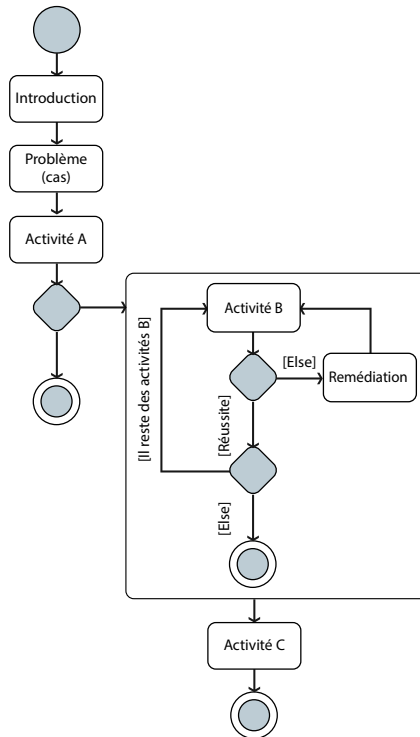 Introduction
Problème
(cas)
Activité A
Activité B
[Il reste des activités B]
[Else]
Remédiation
[Réussite]
[Else]
Activité C